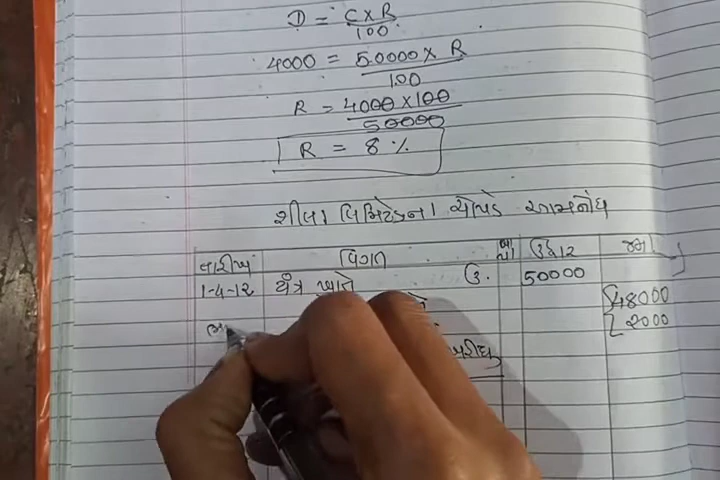 D = C × R
100
4000 = 50000 × R
100
R = 4000 × 100
50000
R = 8 %
શીલા લિમિટેડના ચોપડે આમનોંધ
તારીખ વિગત ખા પા ઉધાર જમા
1-4-12 યંત્ર ખાતે ઉ. 50000
તે 48000
2000